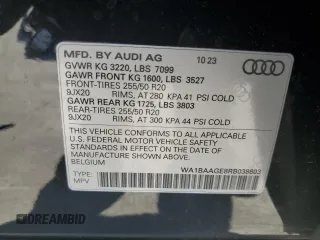 MFD. BY AUDI AG 10 23
GVWR KG 3220, LBS 7099
GAWR FRONT KG 1600, LBS 3527
FRONT-TIRES 255/50 R20
9JX20 RIMS, AT 280 KPA 41 PSI COLD
GAWR REAR KG 1725, LBS 3803
REAR-TIRES 255/50 R20
9JX20 RIMS, AT 300 KPA 44 PSI COLD
THIS VEHICLE CONFORMS TO ALL APPLICABLE
U.S. FEDERAL MOTOR VEHICLE SAFETY
STANDARDS IN EFFECT ON THE DATE OF
MANUFACTURE SHOWN ABOVE.
BELGIUM
TYPE: WA1BAAGE8RB038803
MPV
DREAMBID